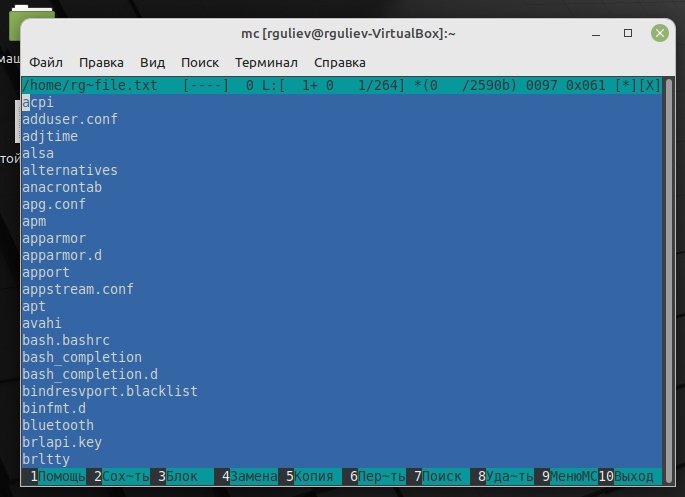 mc [rguliev@rguliev-VirtualBox]:~
Файл Правка Вид Поиск Терминал Справка
/home/rg~file.txt [----] 0 L:[ 1+ 0 1/264] *(0 /2590b) 0097 0x061 [*][X]
acpi
adduser.conf
adjtime
alsa
alternatives
anacrontab
apg.conf
apm
apparmor
apparmor.d
apport
appstream.conf
apt
avahi
bash.bashrc
bash_completion
bash_completion.d
bindresvport.blacklist
binfmt.d
bluetooth
brlapi.key
brltty
1Помощь 2Сох~ть 3Блок 4Замена 5Копия 6Пер~ть 7Поиск 8Уда~ть 9МенюMC 10Выход